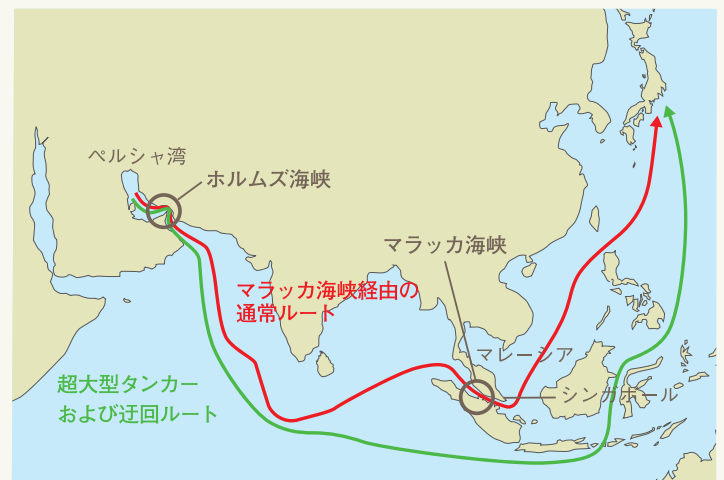 ペルシャ湾
ホルムズ海峡
マラッカ海峡
マラッカ海峡経由の
通常ルート
マレーシア
シンガポール
超大型タンカー
および迂回ルート